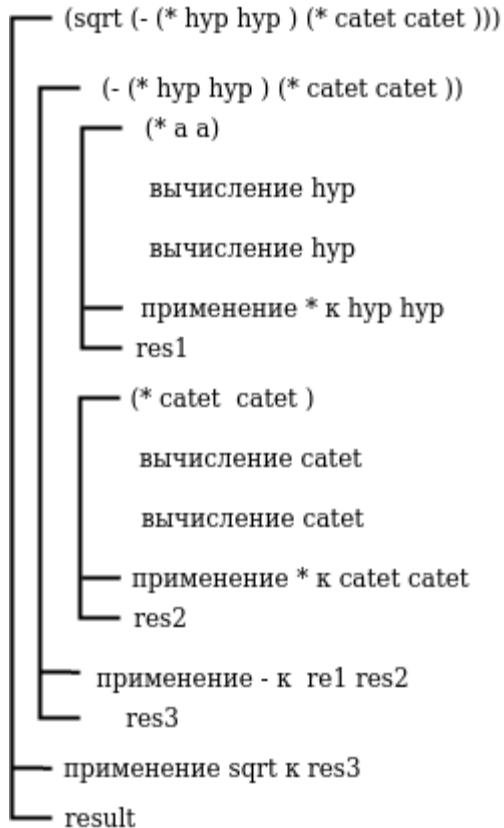 (sqrt (- (* hyp hyp ) (* catet catet )))
(- (* hyp hyp ) (* catet catet ))
(* a a)
вычисление hyp
вычисление hyp
применение * к hyp hyp
res1
(* catet catet )
вычисление catet
вычисление catet
применение * к catet catet
res2
применение - к re1 res2
res3
применение sqrt к res3
result